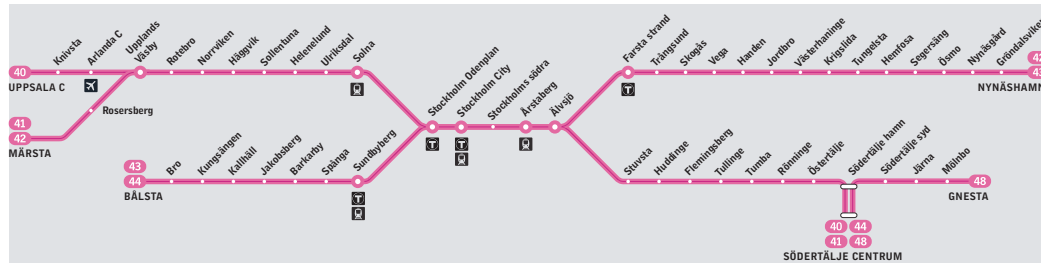 40
UPPSALA C
Knivsta
Arlanda C
Upplands
Väsby
Rotebro
Norrviken
Häggvik
Sollentuna
Helenelund
Ulriksdal
Solna
Rosersberg
41
42
MÄRSTA
43
44
BÅLSTA
Bro
Kungsängen
Kallhäll
Jakobsberg
Barkarby
Spånga
Sundbyberg
T
Stockholm Odenplan
T
Stockholm City
T
Stockholms södra
Årstaberg
Älvsjö
Farsta strand
T
Trångsund
Skogås
Vega
Handen
Jordbro
Västerhaninge
Krigslida
Tungelsta
Hemfosa
Segersäng
Ösmo
Nynäsgård
Gröndalsviken
42
43
NYNÄSHAMN
Stuvsta
Huddinge
Flemingsberg
Tullinge
Tumba
Rönninge
Östertälje
Södertälje hamn
Södertälje syd
Järna
Mölnbo
48
GNESTA
40 44
41 48
SÖDERTÄLJE CENTRUM